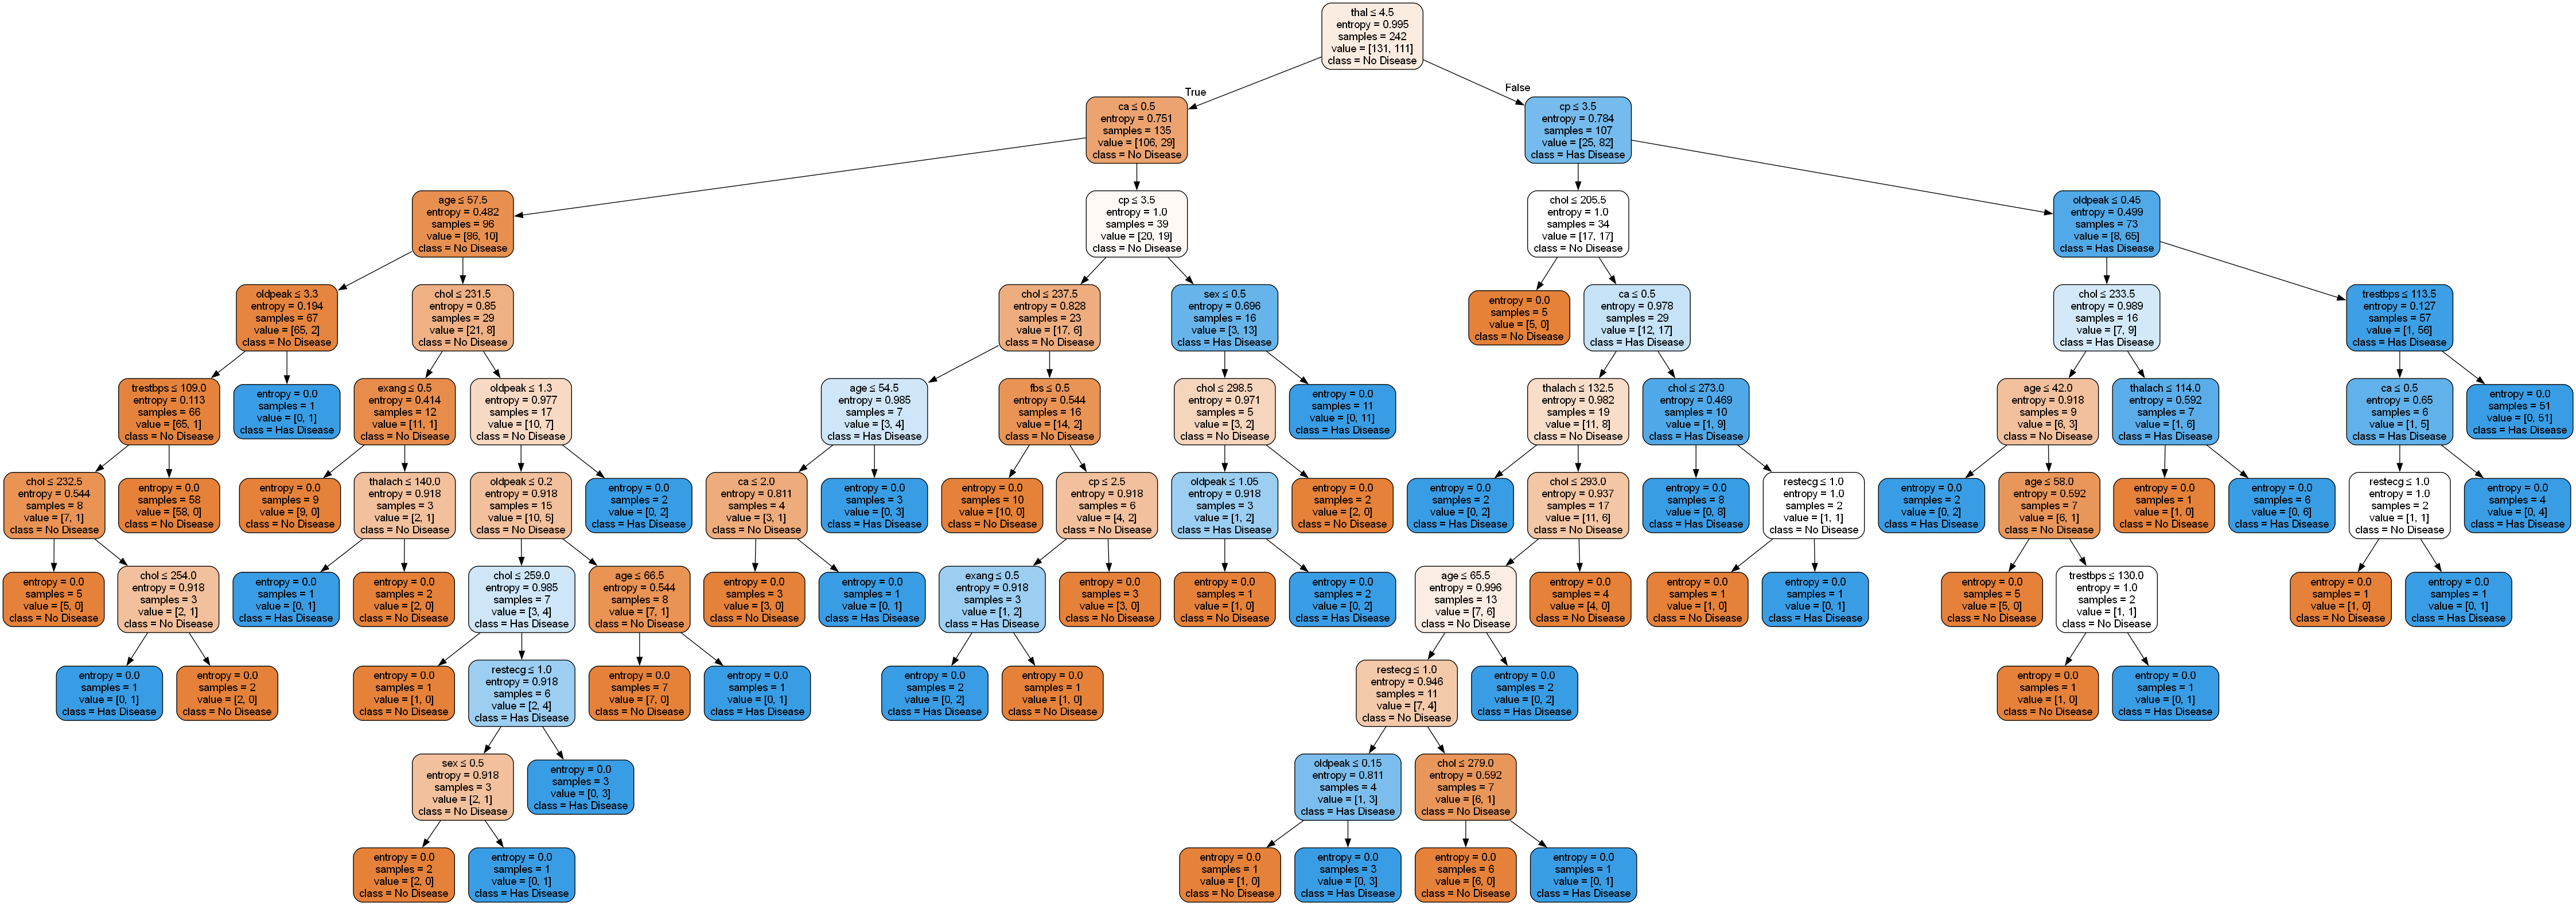 thal ≤ 4.5
entropy = 0.995
samples = 242
value = [131, 111]
class = No Disease
True
False
ca ≤ 0.5
entropy = 0.751
samples = 135
value = [106, 29]
class = No Disease
cp ≤ 3.5
entropy = 0.784
samples = 107
value = [25, 82]
class = Has Disease
age ≤ 57.5
entropy = 0.482
samples = 96
value = [86, 10]
class = No Disease
cp ≤ 3.5
entropy = 1.0
samples = 39
value = [20, 19]
class = No Disease
chol ≤ 205.5
entropy = 1.0
samples = 34
value = [17, 17]
class = No Disease
oldpeak ≤ 0.45
entropy = 0.499
samples = 73
value = [8, 65]
class = Has Disease
oldpeak ≤ 3.3
entropy = 0.194
samples = 67
value = [65, 2]
class = No Disease
chol ≤ 231.5
entropy = 0.85
samples = 29
value = [21, 8]
class = No Disease
chol ≤ 237.5
entropy = 0.828
samples = 23
value = [17, 6]
class = No Disease
sex ≤ 0.5
entropy = 0.696
samples = 16
value = [3, 13]
class = Has Disease
entropy = 0.0
samples = 5
value = [5, 0]
class = No Disease
ca ≤ 0.5
entropy = 0.978
samples = 29
value = [12, 17]
class = Has Disease
chol ≤ 233.5
entropy = 0.989
samples = 16
value = [7, 9]
class = Has Disease
trestbps ≤ 113.5
entropy = 0.127
samples = 57
value = [1, 56]
class = Has Disease
trestbps ≤ 109.0
entropy = 0.113
samples = 66
value = [65, 1]
class = No Disease
entropy = 0.0
samples = 1
value = [0, 1]
class = Has Disease
exang ≤ 0.5
entropy = 0.414
samples = 12
value = [11, 1]
class = No Disease
oldpeak ≤ 1.3
entropy = 0.977
samples = 17
value = [10, 7]
class = No Disease
age ≤ 54.5
entropy = 0.985
samples = 7
value = [3, 4]
class = Has Disease
fbs ≤ 0.5
entropy = 0.544
samples = 16
value = [14, 2]
class = No Disease
chol ≤ 298.5
entropy = 0.971
samples = 5
value = [3, 2]
class = No Disease
entropy = 0.0
samples = 11
value = [0, 11]
class = Has Disease
thalach ≤ 132.5
entropy = 0.982
samples = 19
value = [11, 8]
class = No Disease
chol ≤ 273.0
entropy = 0.469
samples = 10
value = [1, 9]
class = Has Disease
age ≤ 42.0
entropy = 0.918
samples = 9
value = [6, 3]
class = No Disease
thalach ≤ 114.0
entropy = 0.592
samples = 7
value = [1, 6]
class = Has Disease
ca ≤ 0.5
entropy = 0.65
samples = 6
value = [1, 5]
class = Has Disease
entropy = 0.0
samples = 51
value = [0, 51]
class = Has Disease
chol ≤ 232.5
entropy = 0.544
samples = 8
value = [7, 1]
class = No Disease
entropy = 0.0
samples = 58
value = [58, 0]
class = No Disease
entropy = 0.0
samples = 9
value = [9, 0]
class = No Disease
thalach ≤ 140.0
entropy = 0.918
samples = 3
value = [2, 1]
class = No Disease
oldpeak ≤ 0.2
entropy = 0.918
samples = 15
value = [10, 5]
class = No Disease
entropy = 0.0
samples = 2
value = [0, 2]
class = Has Disease
ca ≤ 2.0
entropy = 0.811
samples = 4
value = [3, 1]
class = No Disease
entropy = 0.0
samples = 3
value = [0, 3]
class = Has Disease
entropy = 0.0
samples = 10
value = [10, 0]
class = No Disease
cp ≤ 2.5
entropy = 0.918
samples = 6
value = [4, 2]
class = No Disease
oldpeak ≤ 1.05
entropy = 0.918
samples = 3
value = [1, 2]
class = Has Disease
entropy = 0.0
samples = 2
value = [2, 0]
class = No Disease
entropy = 0.0
samples = 2
value = [0, 2]
class = Has Disease
chol ≤ 293.0
entropy = 0.937
samples = 17
value = [11, 6]
class = No Disease
entropy = 0.0
samples = 8
value = [0, 8]
class = Has Disease
restecg ≤ 1.0
entropy = 1.0
samples = 2
value = [1, 1]
class = No Disease
entropy = 0.0
samples = 2
value = [0, 2]
class = Has Disease
age ≤ 58.0
entropy = 0.592
samples = 7
value = [6, 1]
class = No Disease
entropy = 0.0
samples = 1
value = [1, 0]
class = No Disease
entropy = 0.0
samples = 6
value = [0, 6]
class = Has Disease
restecg ≤ 1.0
entropy = 1.0
samples = 2
value = [1, 1]
class = No Disease
entropy = 0.0
samples = 4
value = [0, 4]
class = Has Disease
entropy = 0.0
samples = 5
value = [5, 0]
class = No Disease
chol ≤ 254.0
entropy = 0.918
samples = 3
value = [2, 1]
class = No Disease
entropy = 0.0
samples = 1
value = [0, 1]
class = Has Disease
entropy = 0.0
samples = 2
value = [2, 0]
class = No Disease
chol ≤ 259.0
entropy = 0.985
samples = 7
value = [3, 4]
class = Has Disease
age ≤ 66.5
entropy = 0.544
samples = 8
value = [7, 1]
class = No Disease
entropy = 0.0
samples = 3
value = [3, 0]
class = No Disease
entropy = 0.0
samples = 1
value = [0, 1]
class = Has Disease
exang ≤ 0.5
entropy = 0.918
samples = 3
value = [1, 2]
class = Has Disease
entropy = 0.0
samples = 3
value = [3, 0]
class = No Disease
entropy = 0.0
samples = 1
value = [1, 0]
class = No Disease
entropy = 0.0
samples = 2
value = [0, 2]
class = Has Disease
age ≤ 65.5
entropy = 0.996
samples = 13
value = [7, 6]
class = No Disease
entropy = 0.0
samples = 4
value = [4, 0]
class = No Disease
entropy = 0.0
samples = 1
value = [1, 0]
class = No Disease
entropy = 0.0
samples = 1
value = [0, 1]
class = Has Disease
entropy = 0.0
samples = 5
value = [5, 0]
class = No Disease
trestbps ≤ 130.0
entropy = 1.0
samples = 2
value = [1, 1]
class = No Disease
entropy = 0.0
samples = 1
value = [1, 0]
class = No Disease
entropy = 0.0
samples = 1
value = [0, 1]
class = Has Disease
entropy = 0.0
samples = 1
value = [0, 1]
class = Has Disease
entropy = 0.0
samples = 2
value = [2, 0]
class = No Disease
entropy = 0.0
samples = 1
value = [1, 0]
class = No Disease
restecg ≤ 1.0
entropy = 0.918
samples = 6
value = [2, 4]
class = Has Disease
entropy = 0.0
samples = 7
value = [7, 0]
class = No Disease
entropy = 0.0
samples = 1
value = [0, 1]
class = Has Disease
entropy = 0.0
samples = 2
value = [0, 2]
class = Has Disease
entropy = 0.0
samples = 1
value = [1, 0]
class = No Disease
restecg ≤ 1.0
entropy = 0.946
samples = 11
value = [7, 4]
class = No Disease
entropy = 0.0
samples = 2
value = [0, 2]
class = Has Disease
entropy = 0.0
samples = 1
value = [1, 0]
class = No Disease
entropy = 0.0
samples = 1
value = [0, 1]
class = Has Disease
sex ≤ 0.5
entropy = 0.918
samples = 3
value = [2, 1]
class = No Disease
entropy = 0.0
samples = 3
value = [0, 3]
class = Has Disease
oldpeak ≤ 0.15
entropy = 0.811
samples = 4
value = [1, 3]
class = Has Disease
chol ≤ 279.0
entropy = 0.592
samples = 7
value = [6, 1]
class = No Disease
entropy = 0.0
samples = 2
value = [2, 0]
class = No Disease
entropy = 0.0
samples = 1
value = [0, 1]
class = Has Disease
entropy = 0.0
samples = 1
value = [1, 0]
class = No Disease
entropy = 0.0
samples = 3
value = [0, 3]
class = Has Disease
entropy = 0.0
samples = 6
value = [6, 0]
class = No Disease
entropy = 0.0
samples = 1
value = [0, 1]
class = Has Disease